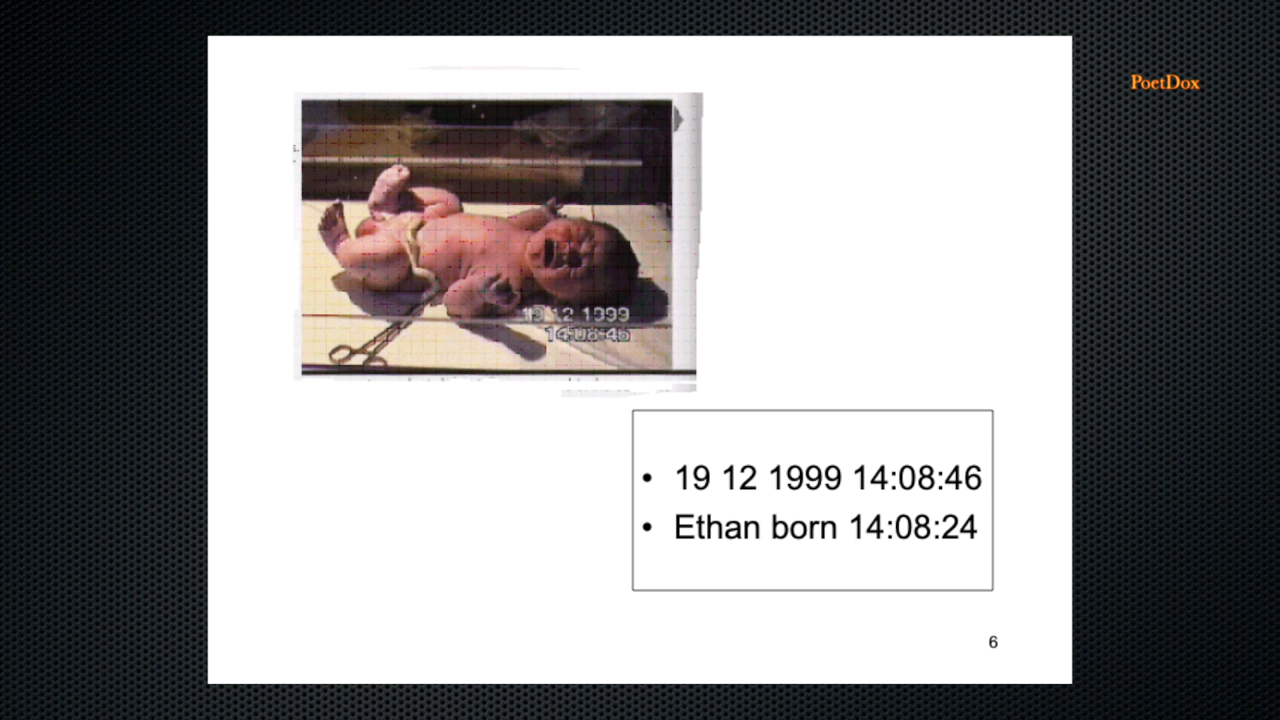 PoetDox
19 12 1999
14:08:46
• 19 12 1999 14:08:46
• Ethan born 14:08:24
6